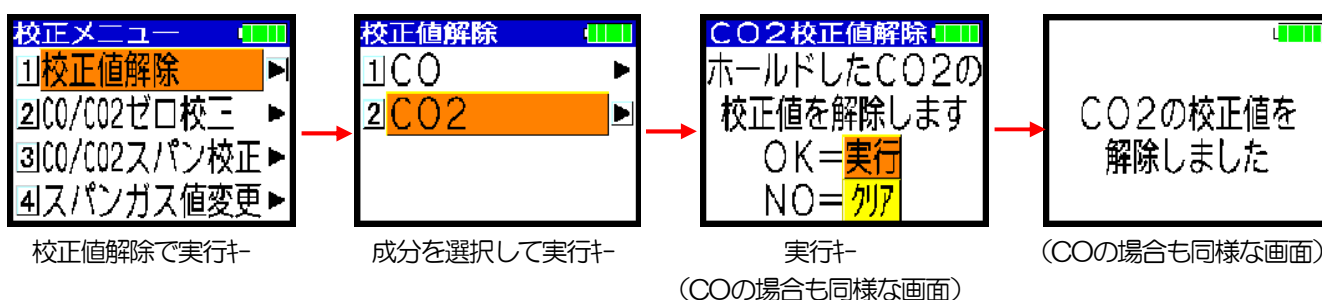 校正メニュー
1校正値解除
2CO/CO2ゼロ校三
3CO/CO2スパン校正
4スパンガス値変更
校正値解除で実行ｷｰ
校正値解除
1CO
2CO2
成分を選択して実行ｷｰ
CO2校正値解除
ホールドしたCO2の
校正値を解除します
OK=実行
NO=ｸﾘｱ
実行ｷｰ
(COの場合も同様な画面)
CO2の校正値を
解除しました
(COの場合も同様な画面)